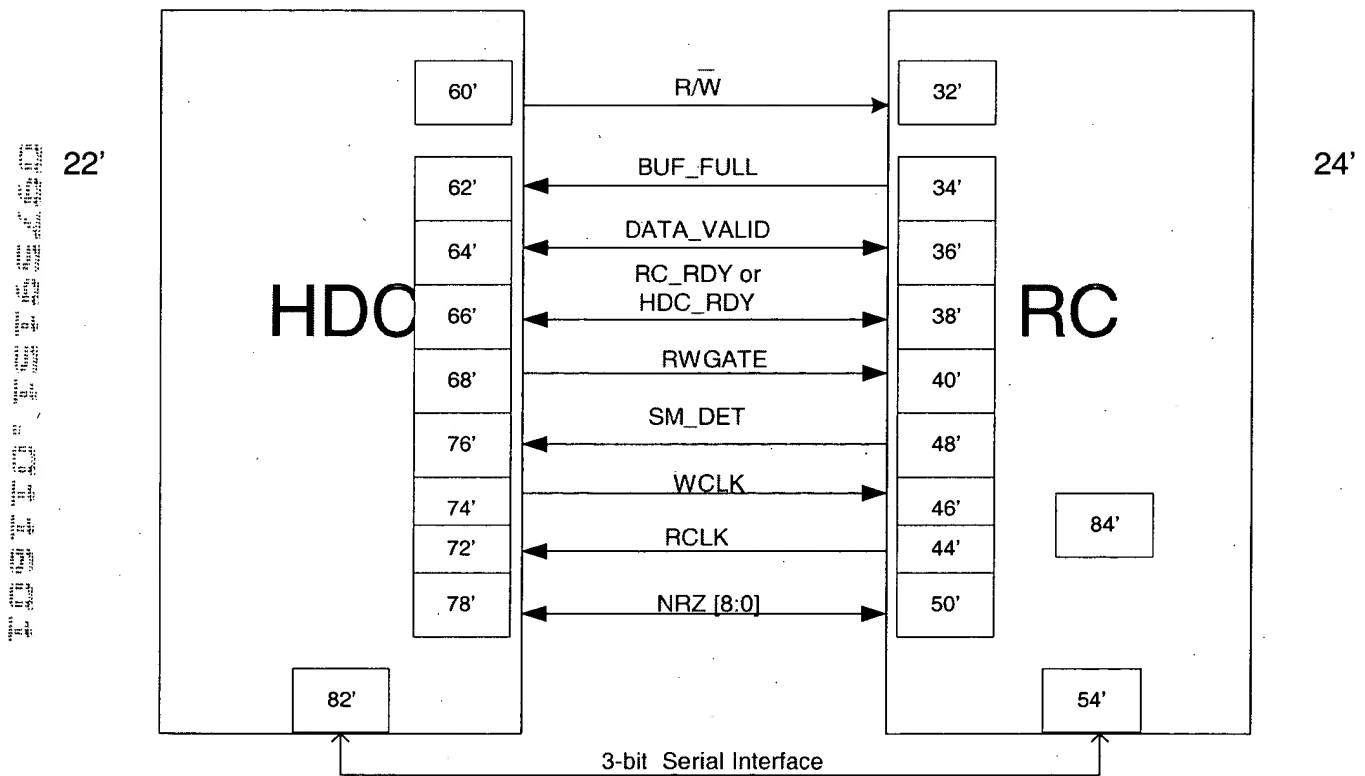 60'
R/W̅
32'
22'
24'
62'
BUF_FULL
34'
64'
DATA_VALID
36'
RC_RDY or
HDC_RDY
HDC
66'
38'
RC
68'
RWGATE
40'
76'
SM_DET
48'
74'
WCLK
46'
84'
72'
RCLK
44'
78'
NRZ [8:0]
50'
82'
54'
3-bit Serial Interface